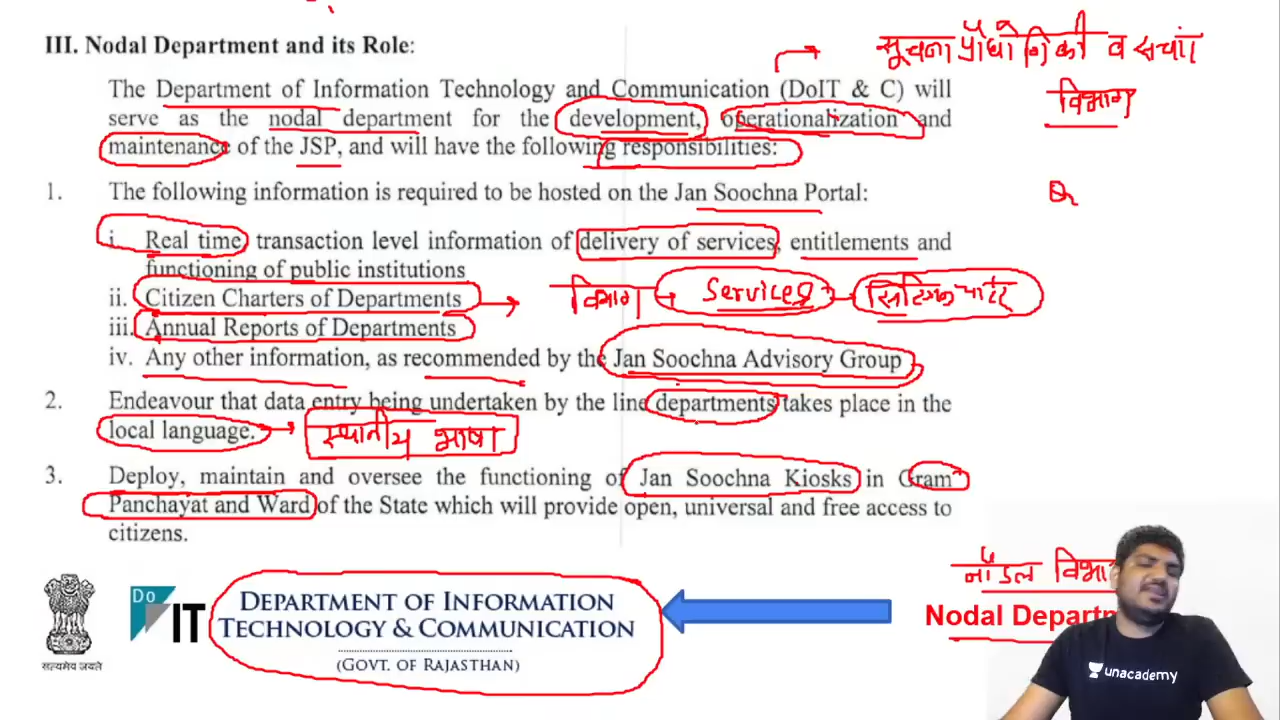 III. Nodal Department and its Role:
सूचना प्रौद्योगिकी व सचांर
विभाग
The Department of Information Technology and Communication (DoIT & C) will
serve as the nodal department for the development, operationalization and
maintenance of the JSP, and will have the following responsibilities:
1. The following information is required to be hosted on the Jan Soochna Portal:
i. Real time transaction level information of delivery of services, entitlements and
functioning of public institutions
ii. Citizen Charters of Departments
विभाग Services सिटिजन चार्टर
iii. Annual Reports of Departments
iv. Any other information, as recommended by the Jan Soochna Advisory Group
2. Endeavour that data entry being undertaken by the line departments takes place in the
local language. स्थानीय भाषा
3. Deploy, maintain and oversee the functioning of Jan Soochna Kiosks in Gram
Panchayat and Ward of the State which will provide open, universal and free access to
citizens.
नॉडल विभाग
Nodal Departm
सत्यमेव जयते
Do
IT
DEPARTMENT OF INFORMATION
TECHNOLOGY & COMMUNICATION
(GOVT. OF RAJASTHAN)
unacademy